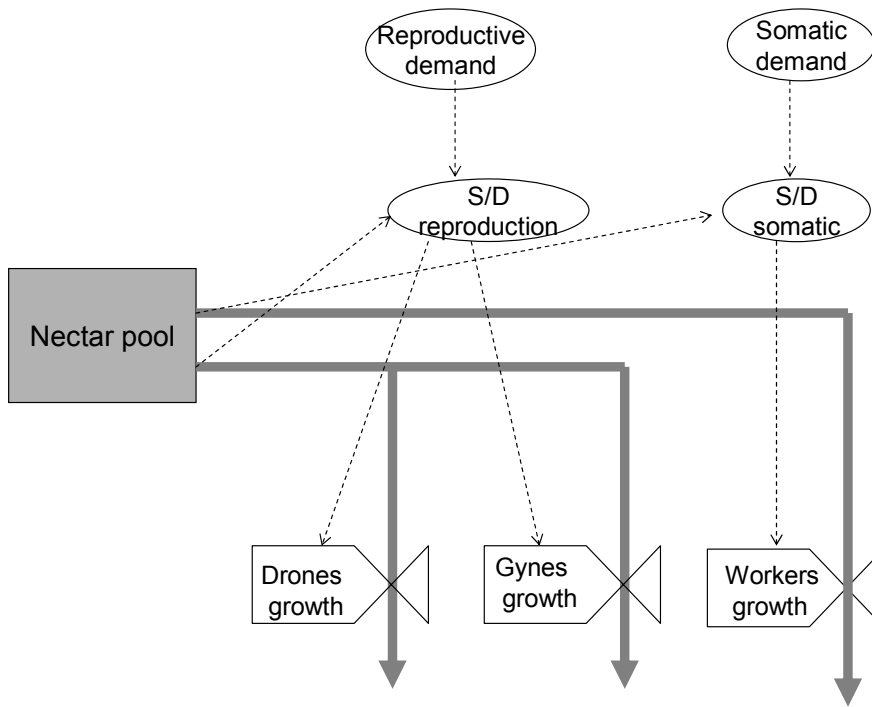 Reproductive
demand
Somatic
demand
S/D
reproduction
S/D
somatic
Nectar pool
Drones
growth
Gynes
growth
Workers
growth